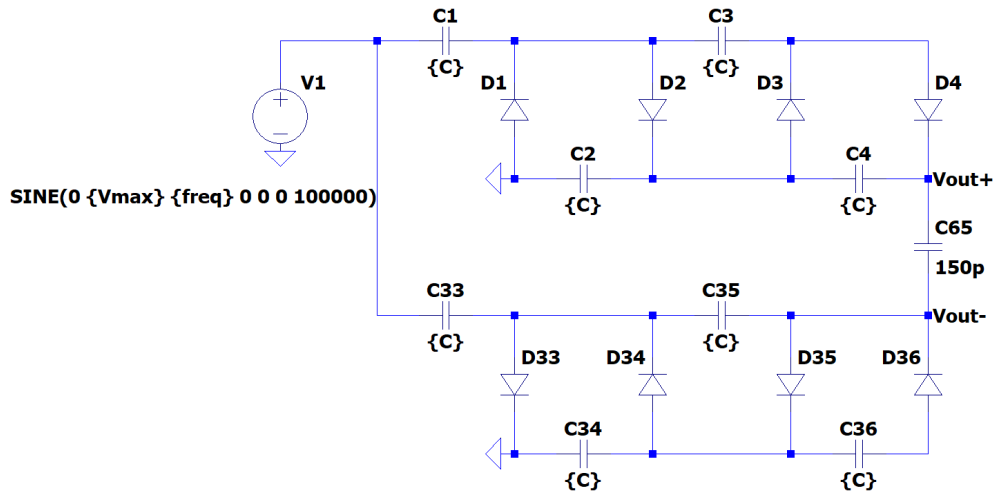 C1
{C}
C3
{C}
V1
D1
D2
D3
D4
C2
{C}
C4
{C}
Vout+
SINE(0 {Vmax} {freq} 0 0 0 100000)
C65
150p
C33
{C}
C35
{C}
Vout-
D33
D34
D35
D36
C34
{C}
C36
{C}